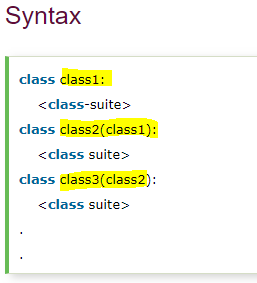 Syntax
class class1:
<class-suite>
class class2(class1):
<class suite>
class class3(class2):
<class suite>
.
.